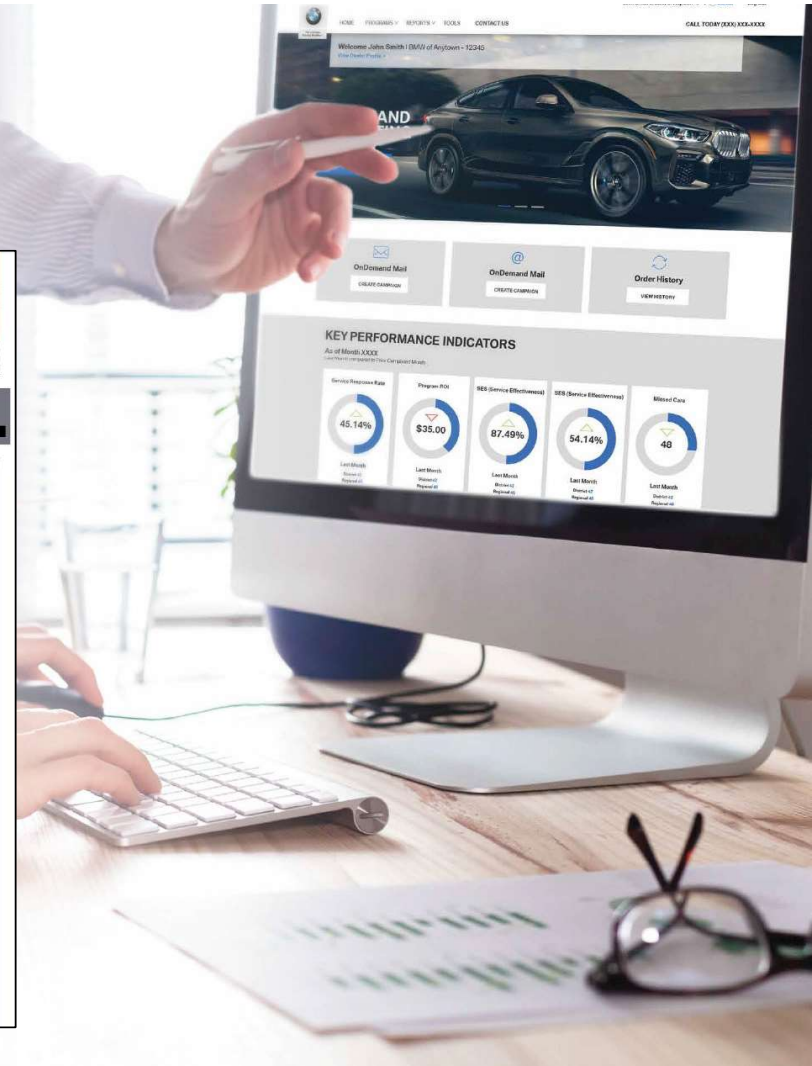 HOME PROGRAMS REPORTS TOOLS CONTACT US
CALL TODAY (XXX) XXX-XXXX
Welcome John Smith | BMW of Anytown - 12345
View Dealer Profile >
AND
OnDemand Mail
CREATE CAMPAIGN
@
OnDemand Mail
CREATE CAMPAIGN
Order History
VIEW HISTORY
KEY PERFORMANCE INDICATORS
As of Month XXXX
Service Response Rate
45.14%
Last Month
Program ROI
$35.00
Last Month
SES (Service Effectiveness)
87.49%
Last Month
SES (Service Effectiveness)
54.14%
Last Month
Missed Cars
48
Last Month